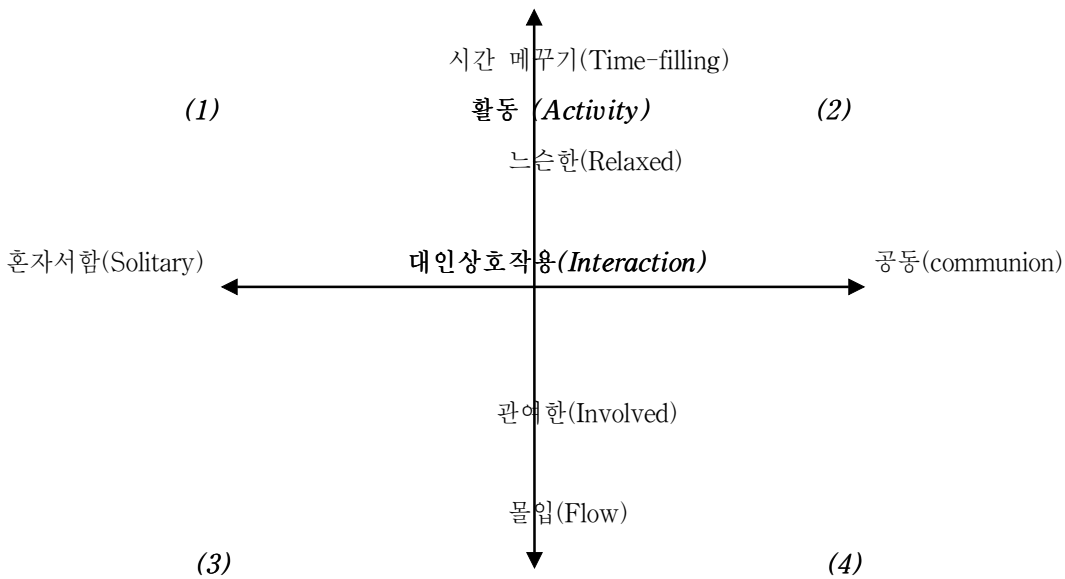 시간 메꾸기(Time-filling)
(1) 활동 (Activity) (2)
느슨한(Relaxed)
혼자서함(Solitary) 대인상호작용(Interaction) 공동(communion)
관여한(Involved)
몰입(Flow)
(3) (4)